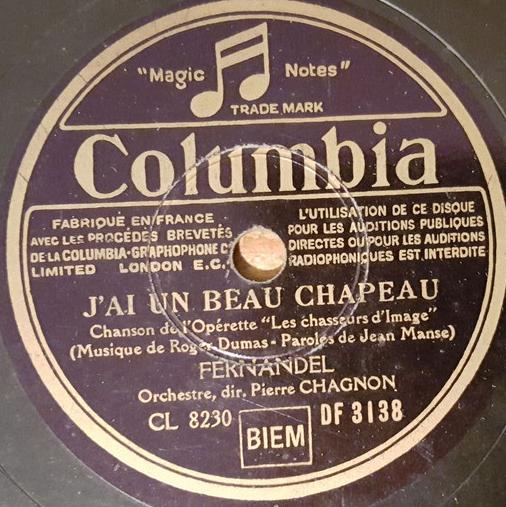 "Magic Notes"
TRADE MARK
Columbia
FABRIQUÉ EN FRANCE
AVEC LES PROCÉDÉS BREVETÉS
DE LA COLUMBIA-GRAPHOPHONE Cº
LIMITED LONDON E.C.
L'UTILISATION DE CE DISQUE
POUR LES AUDITIONS PUBLIQUES
DIRECTES OU POUR LES AUDITIONS
RADIOPHONIQUES EST INTERDITE
J'AI UN BEAU CHAPEAU
Chanson de l'Opérette "Les chasseurs d'Image"
(Musique de Roger Dumas - Paroles de Jean Manse)
FERNANDEL
Orchestre, dir. Pierre CHAGNON
CL 8230 BIEM DF 3138